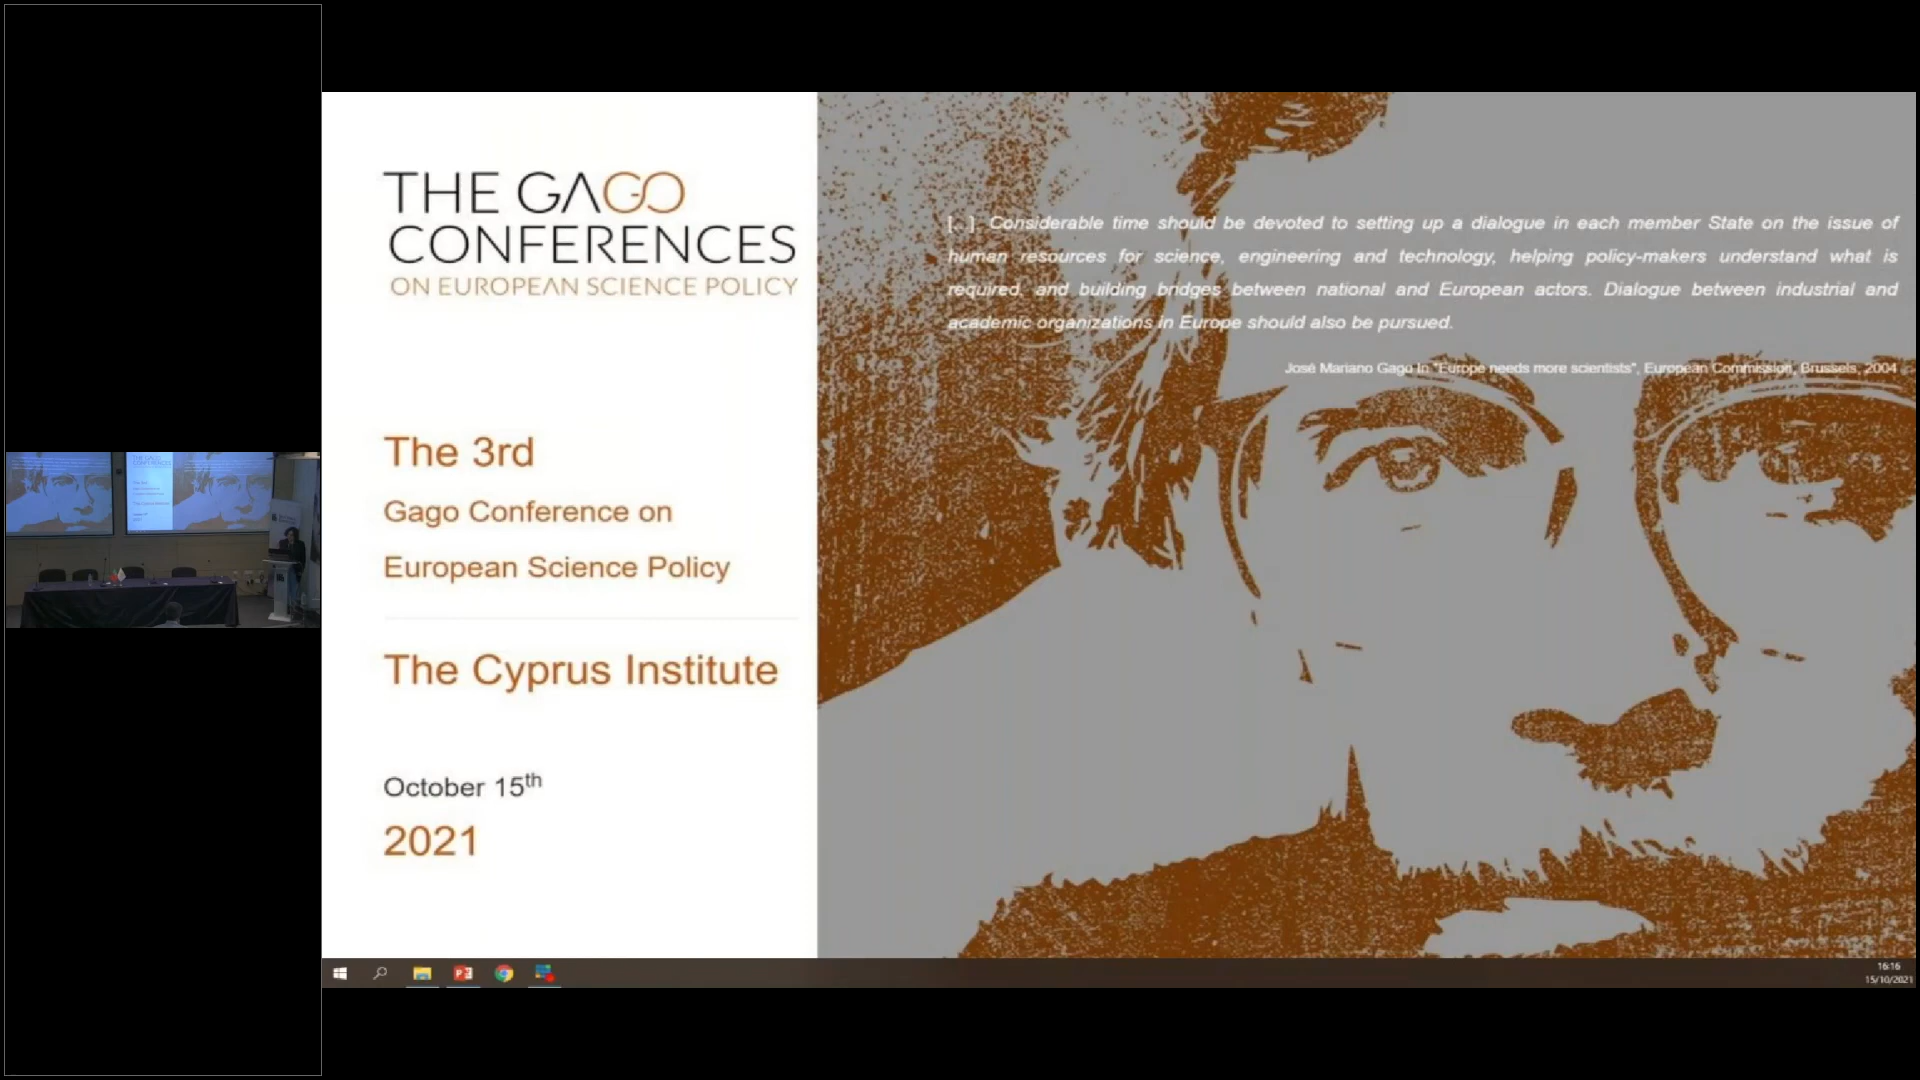 THE GAGO
CONFERENCES
ON EUROPEAN SCIENCE POLICY
The 3rd
Gago Conference on
European Science Policy
The Cyprus Institute
October 15th
2021
[...] Considerable time should be devoted to setting up a dialogue in each member State on the issue of
human resources for science, engineering and technology, helping policy-makers understand what is
required, and building bridges between national and European actors. Dialogue between industrial and
academic organizations in Europe should also be pursued.
José Mariano Gago In "Europe needs more scientists", European Commission, Brussels, 2004
16:16
15/10/2021